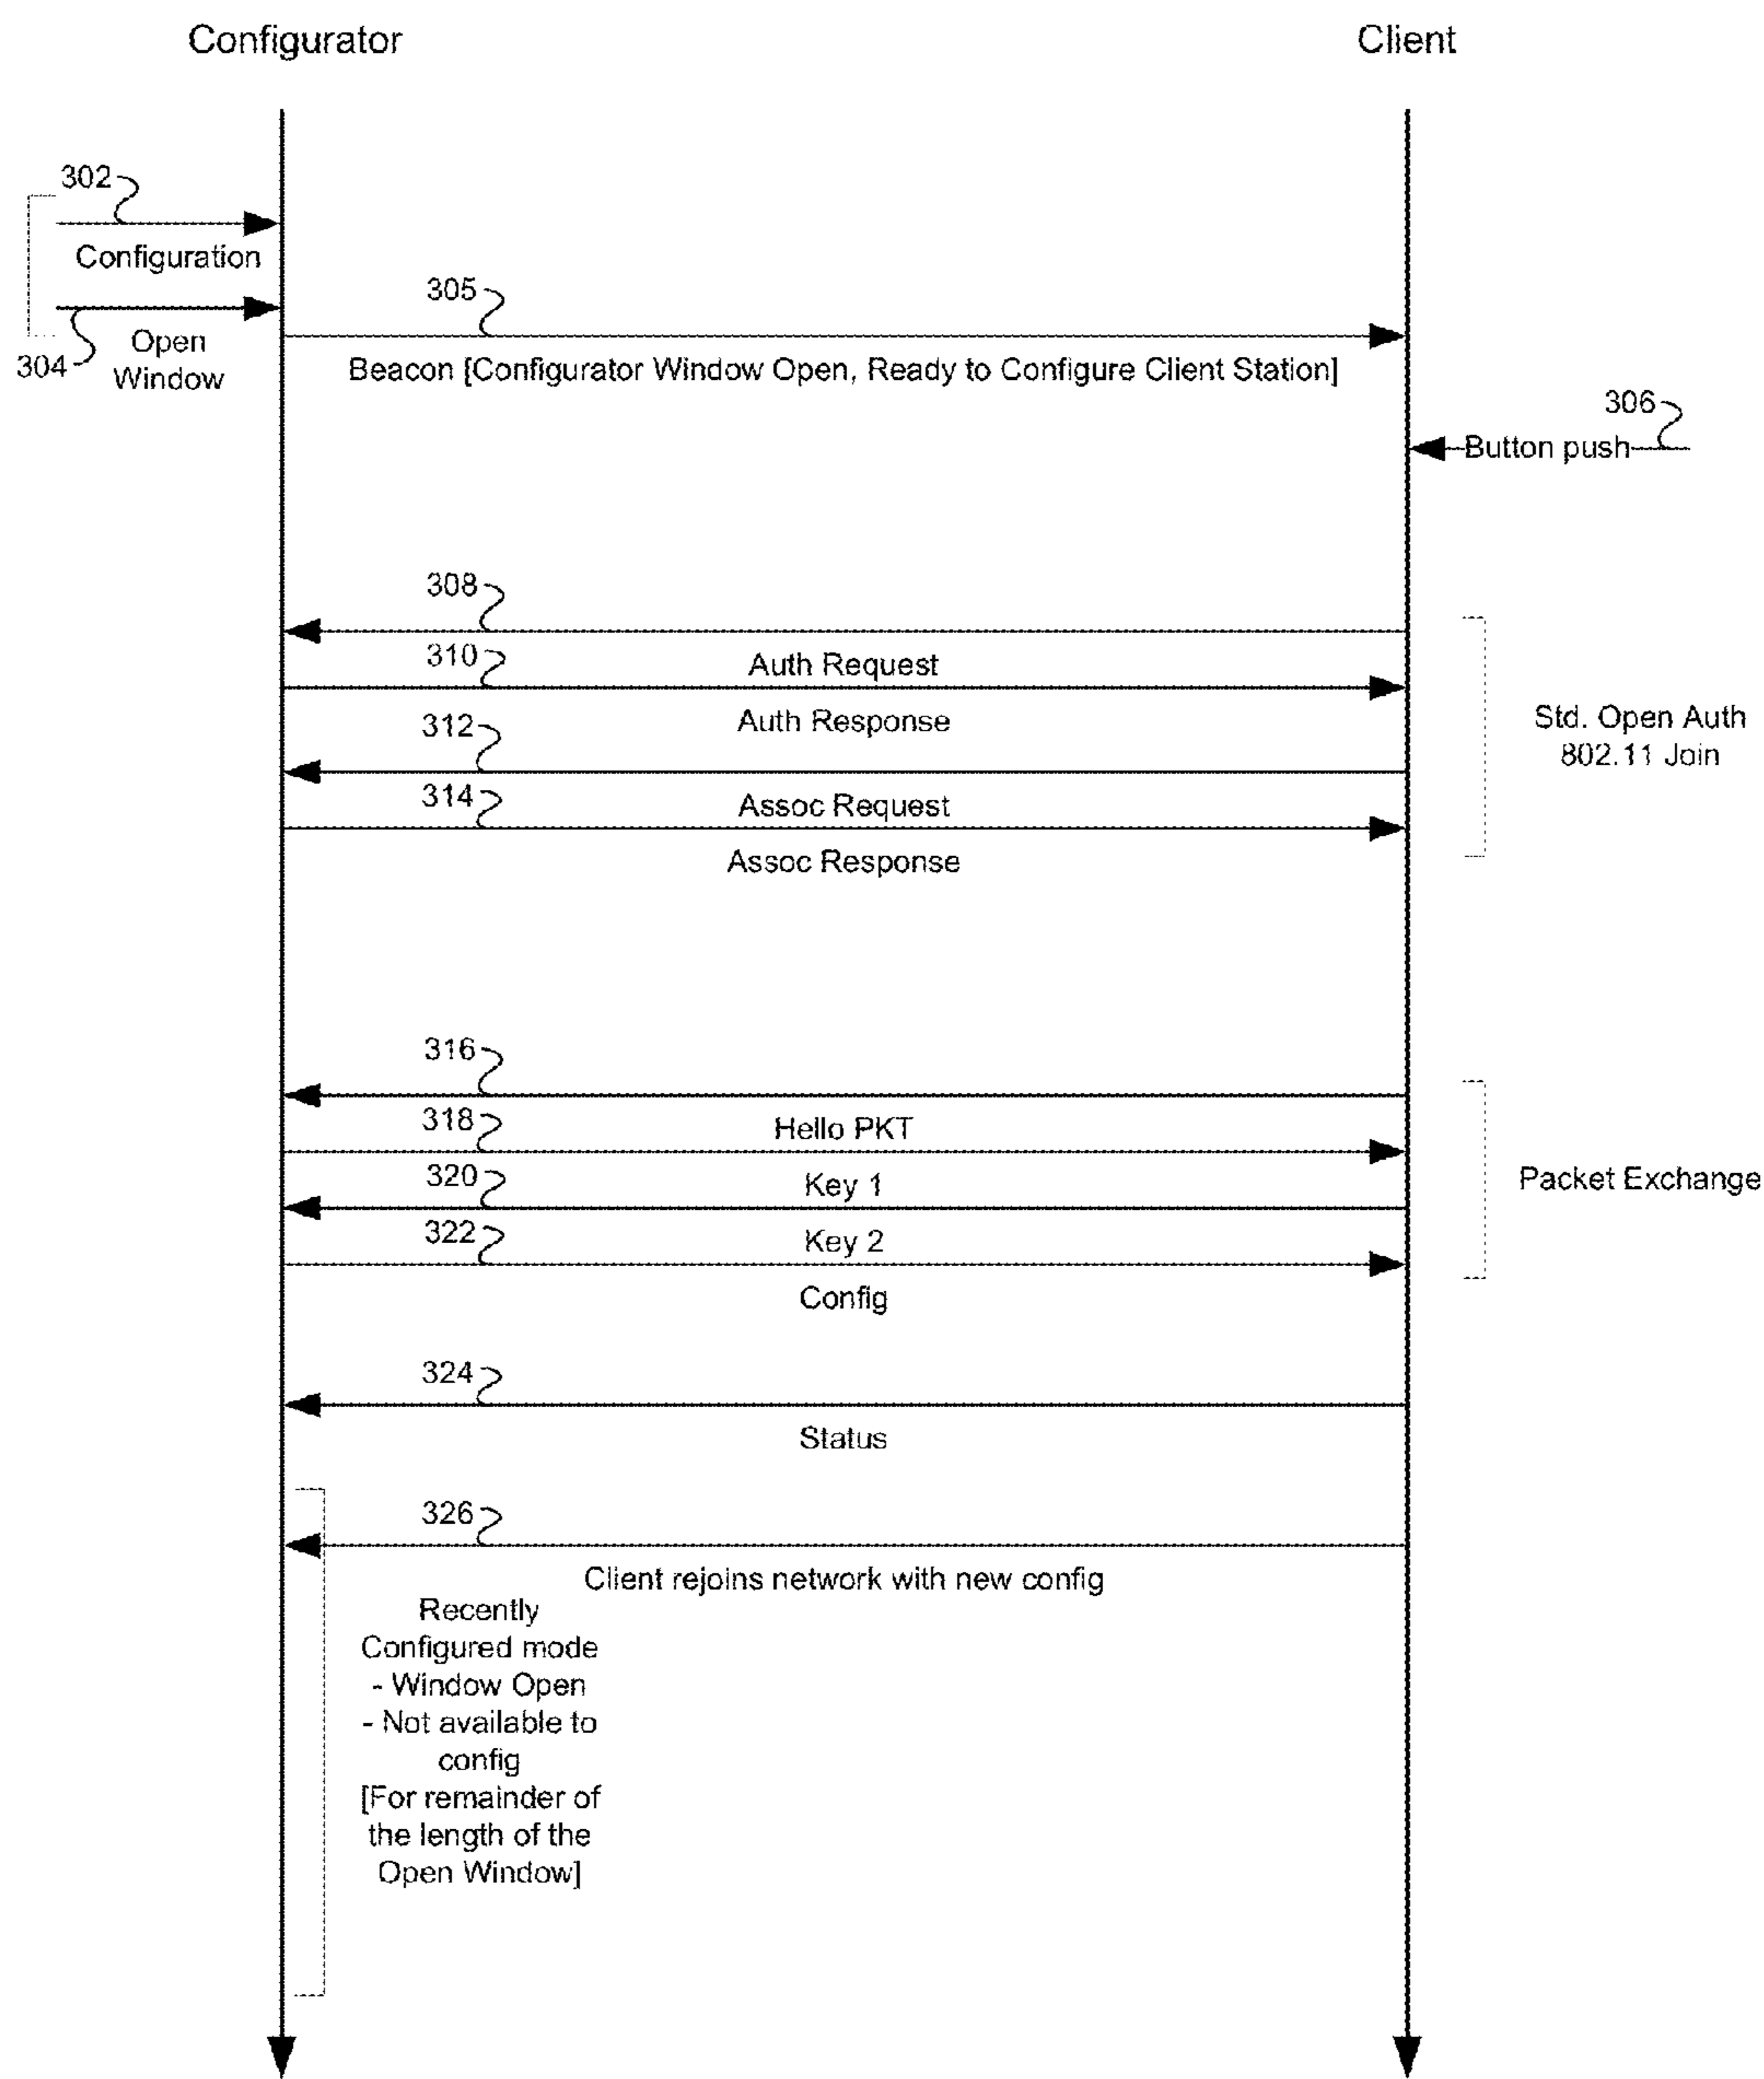 Configurator
Client
302
Configuration
305
304
Open
Window
Beacon [Configurator Window Open, Ready to Configure Client Station]
306
Button push
308
310
Auth Request
312
Auth Response
Std. Open Auth
802.11 Join
314
Assoc Request
Assoc Response
316
318
Hello PKT
320
Key 1
Packet Exchange
322
Key 2
Config
324
Status
326
Client rejoins network with new config
Recently
Configured mode
- Window Open
- Not available to
config
[For remainder of
the length of the
Open Window]